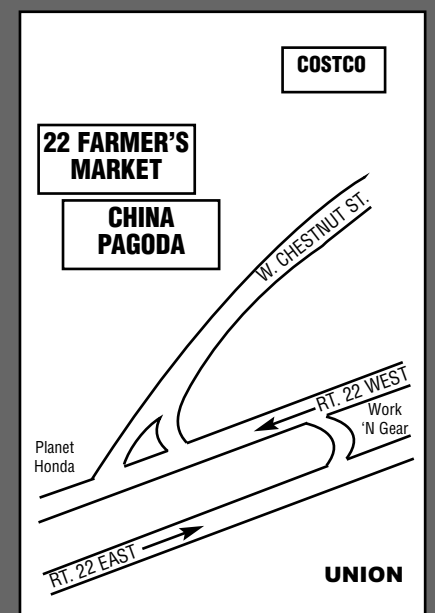 COSTCO
22 FARMER'S
MARKET
CHINA
PAGODA
W. CHESTNUT ST.
RT. 22 WEST
Work
'N Gear
Planet
Honda
RT. 22 EAST
UNION